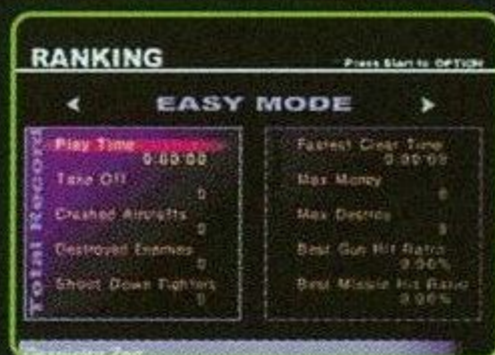 RANKING
Press Start to OPTION
EASY MODE
Total Record
Play Time
0:00:00
Take Off
0
Crashed Aircrafts
0
Destroyed Enemies
0
Shoot Down Fighters
0
Fastest Clear Time
0:00:00
Max Money
0
Max Destroy
0
Best Gun Hit Ratio
0.00%
Best Missile Hit Ratio
0.00%